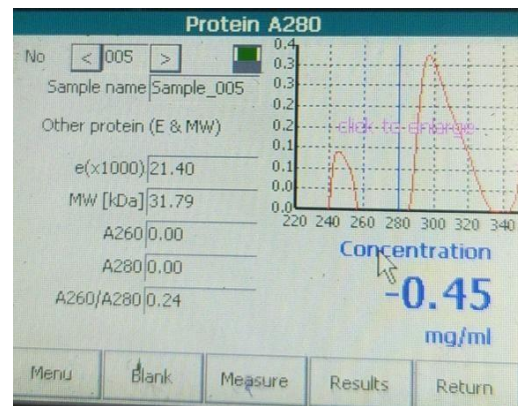 Protein A280
No < 005 >
Sample name Sample_005
Other protein (E & MW)
e(x1000) 21.40
MW [kDa] 31.79
A260 0.00
A280 0.00
A260/A280 0.24
0.4
0.3
0.3
0.2
0.2
0.1
0.1
0.0
0.0
click to enlarge
220 240 260 280 300 320 340
Concentration
-0.45
mg/ml
Menu Blank Measure Results Return